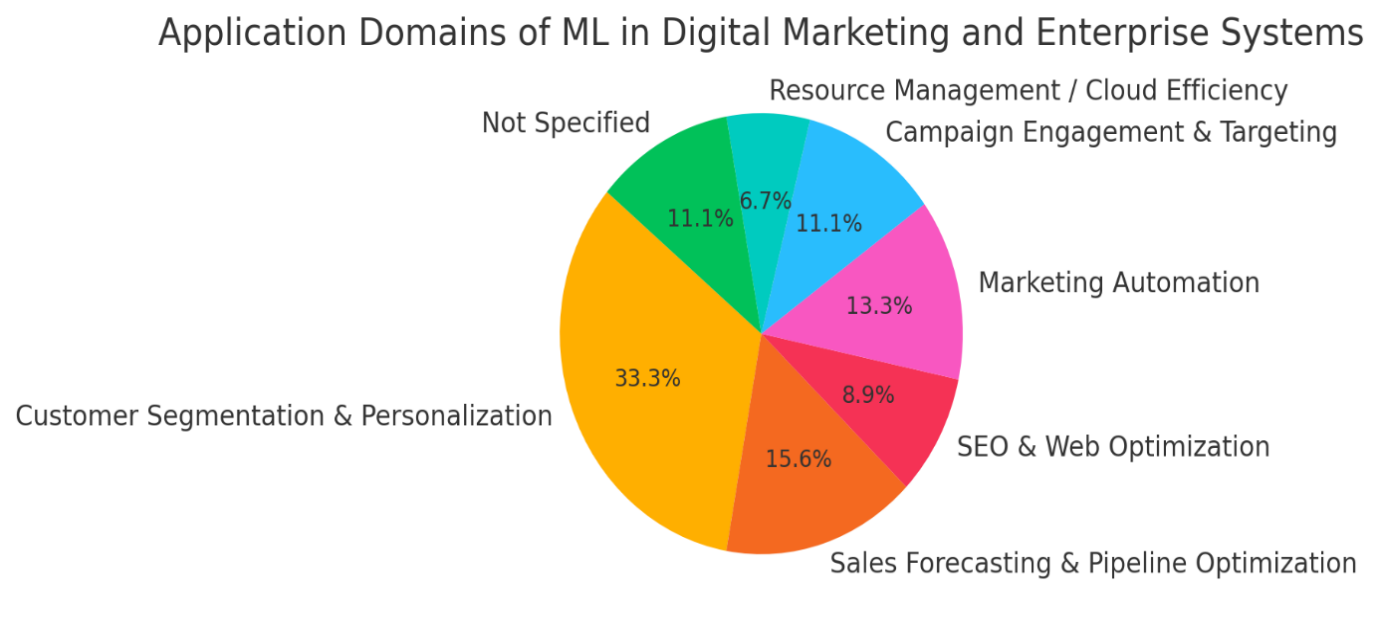 Application Domains of ML in Digital Marketing and Enterprise Systems
Resource Management / Cloud Efficiency
Not Specified
Campaign Engagement & Targeting
6.7%
11.1%
11.1%
Marketing Automation
13.3%
33.3%
8.9%
Customer Segmentation & Personalization
SEO & Web Optimization
15.6%
Sales Forecasting & Pipeline Optimization